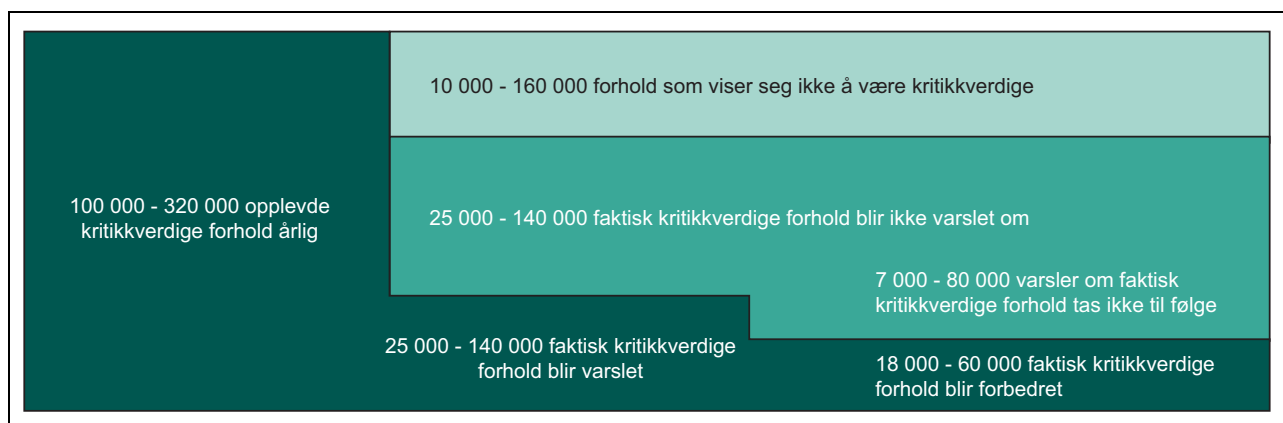 10 000 - 160 000 forhold som viser seg ikke å være kritikkverdige
100 000 - 320 000 opplevde
kritikkverdige forhold årlig
25 000 - 140 000 faktisk kritikkverdige forhold blir ikke varslet om
7 000 - 80 000 varsler om faktisk
kritikkverdige forhold tas ikke til følge
25 000 - 140 000 faktisk kritikkverdige
forhold blir varslet
18 000 - 60 000 faktisk kritikkverdige
forhold blir forbedret